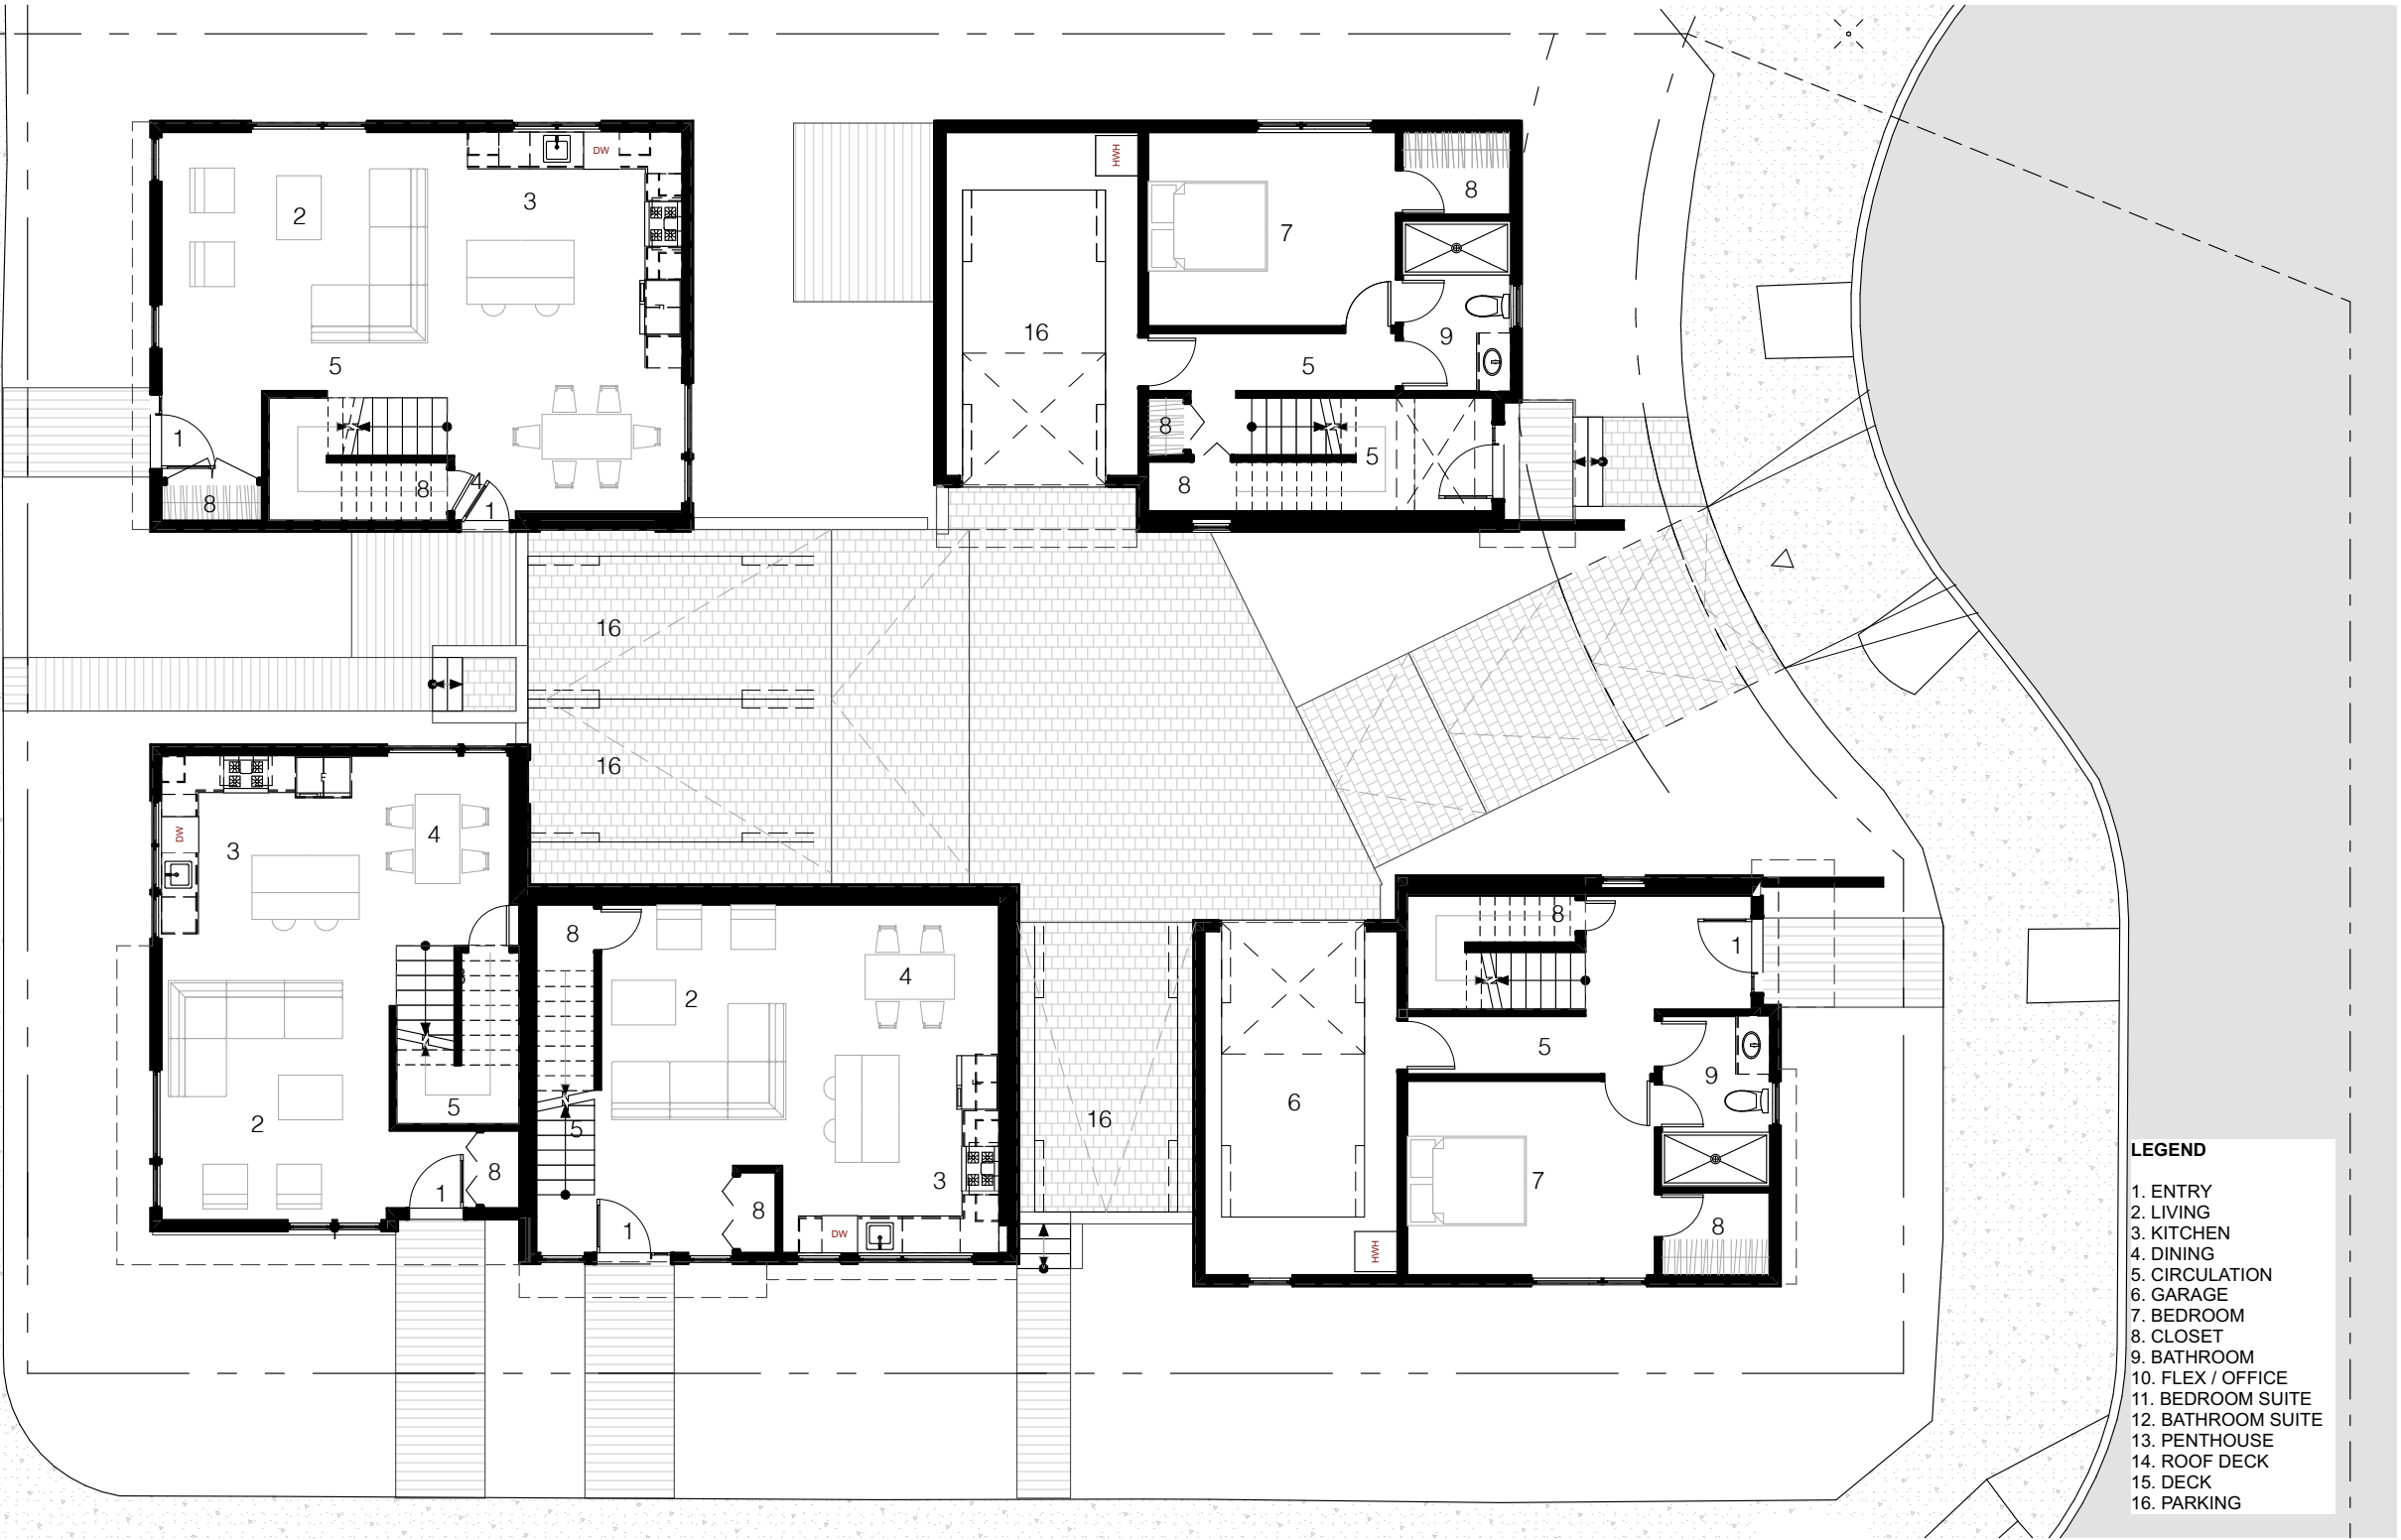 DW
HWH
2
3
8
7
16
9
5
5
1
8
5
4
8
8
8
1
8
16
16
DW
4
3
8
8
8
1
4
2
5
9
6
5
16
5
2
7
3
8
1
8
8
1
DW
HWH
LEGEND
1. ENTRY
2. LIVING
3. KITCHEN
4. DINING
5. CIRCULATION
6. GARAGE
7. BEDROOM
8. CLOSET
9. BATHROOM
10. FLEX / OFFICE
11. BEDROOM SUITE
12. BATHROOM SUITE
13. PENTHOUSE
14. ROOF DECK
15. DECK
16. PARKING